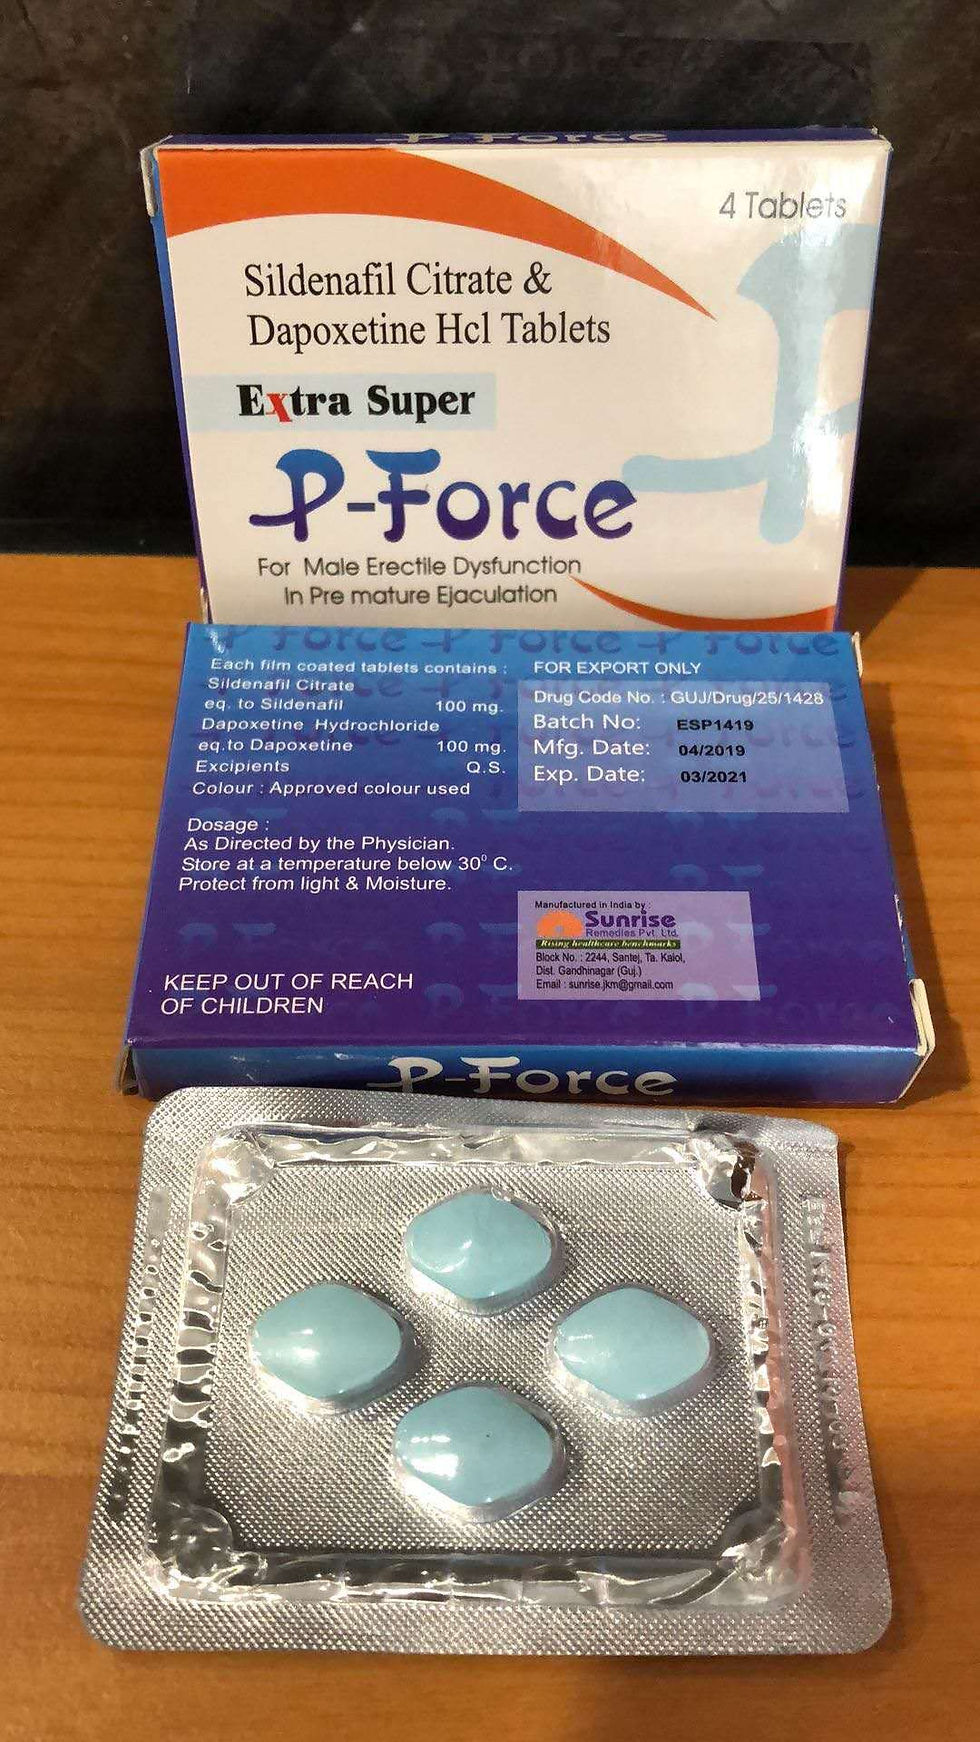 P-Force
4 Tablets
Sildenafil Citrate &
Dapoxetine Hcl Tablets
Extra Super
P-Force
For Male Erectile Dysfunction
In Pre mature Ejaculation
P Force P Force P Force
Each film coated tablets contains :
Sildenafil Citrate
eq. to Sildenafil 100 mg.
Dapoxetine Hydrochloride
eq.to Dapoxetine 100 mg.
Excipients Q.S.
Colour : Approved colour used
Dosage :
As Directed by the Physician.
Store at a temperature below 30⁰ C.
Protect from light & Moisture.
KEEP OUT OF REACH
OF CHILDREN
FOR EXPORT ONLY
Drug Code No. : GUJ/Drug/25/1428
Batch No: ESP1419
Mfg. Date: 04/2019
Exp. Date: 03/2021
Manufactured in India by :
Sunrise
Remedies Pvt. Ltd.
Rising healthcare benchmarks
Block No. : 2244, Santej, Ta. Kalol,
Dist. Gandhinagar (Guj.)
Email : sunrise.jkm@gmail.com
P-Force